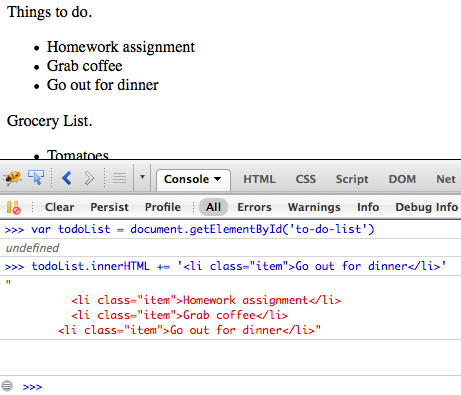 Things to do.
• Homework assignment
• Grab coffee
• Go out for dinner
Grocery List.
• Tomatoes
Console HTML CSS Script DOM Net
Clear Persist Profile All Errors Warnings Info Debug Info
>>> var todoList = document.getElementById('to-do-list')
undefined
>>> todoList.innerHTML += '<li class="item">Go out for dinner</li>'
"
<li class="item">Homework assignment</li>
<li class="item">Grab coffee</li>
<li class="item">Go out for dinner</li>"
>>>